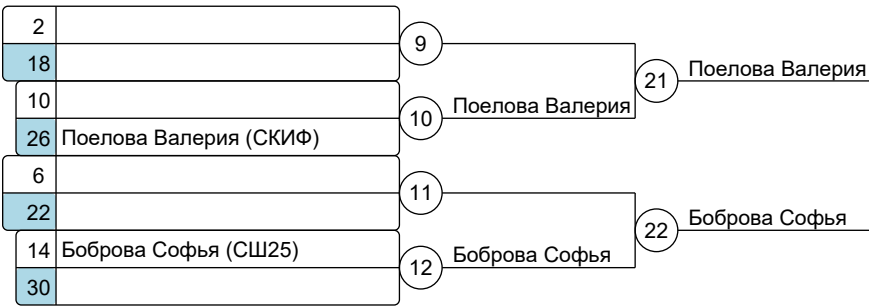 2
18
9
10
26 Поелова Валерия (СКИФ)
10 Поелова Валерия
21 Поелова Валерия
6
22
11
14 Боброва Софья (СШ25)
30
12 Боброва Софья
22 Боброва Софья